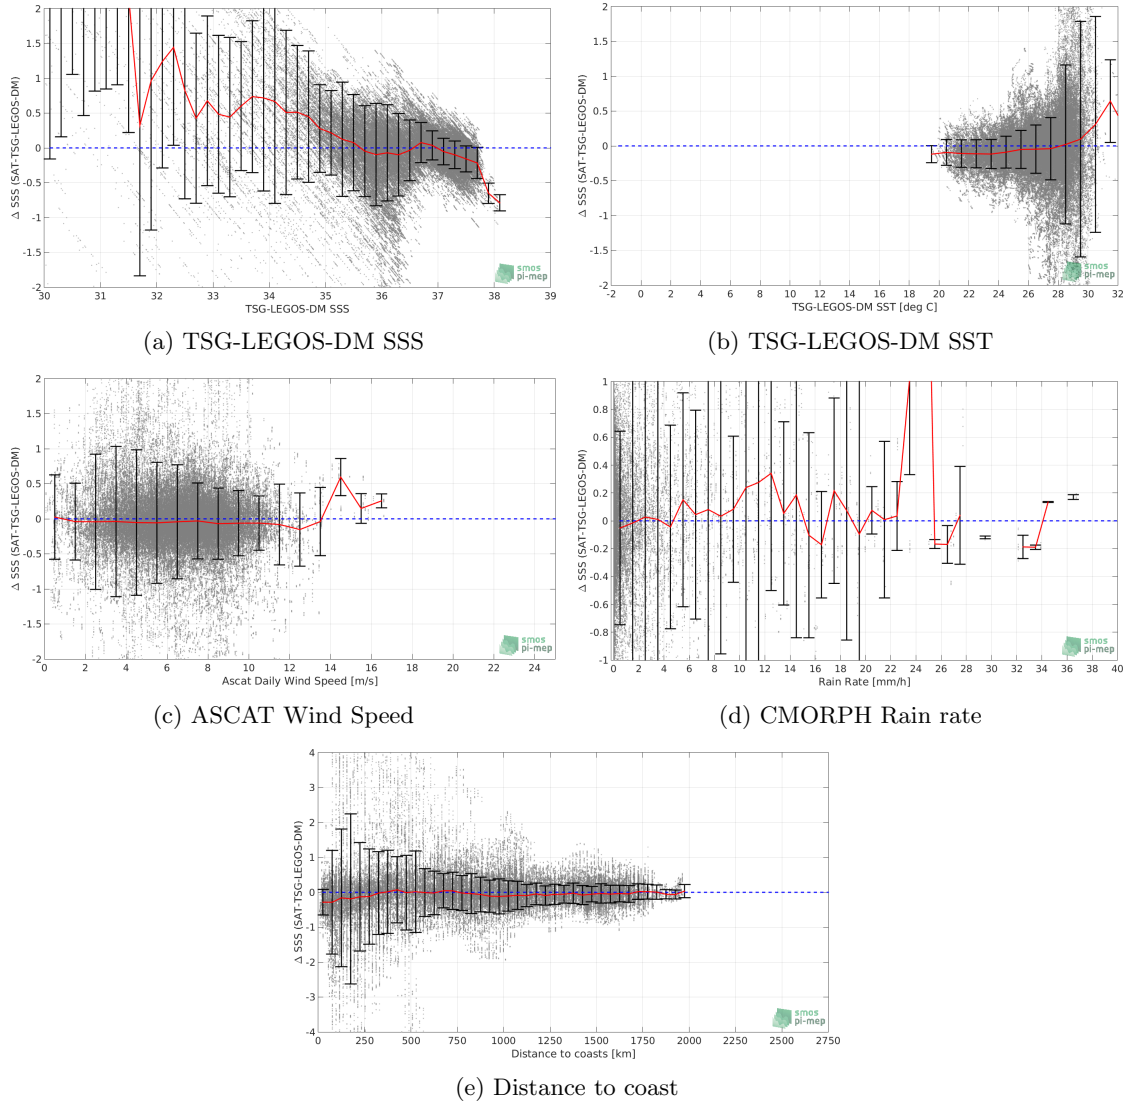 2
1.5
1
0.5
0
-0.5
-1
-1.5
-2
Δ SSS (SAT-TSG-LEGOS-DM)
30 31 32 33 34 35 36 37 38 39
TSG-LEGOS-DM SSS
smos
pi-mep
(a) TSG-LEGOS-DM SSS
2
1.5
1
0.5
0
-0.5
-1
-1.5
-2
Δ SSS (SAT-TSG-LEGOS-DM)
-2 0 2 4 6 8 10 12 14 16 18 20 22 24 26 28 30 32
TSG-LEGOS-DM SST [deg C]
smos
pi-mep
(b) TSG-LEGOS-DM SST
2
1.5
1
0.5
0
-0.5
-1
-1.5
-2
Δ SSS (SAT-TSG-LEGOS-DM)
0 2 4 6 8 10 12 14 16 18 20 22 24
Ascat Daily Wind Speed [m/s]
smos
pi-mep
(c) ASCAT Wind Speed
1
0.8
0.6
0.4
0.2
0
-0.2
-0.4
-0.6
-0.8
-1
Δ SSS (SAT-TSG-LEGOS-DM)
0 2 4 6 8 10 12 14 16 18 20 22 24 26 28 30 32 34 36 38 40
Rain Rate [mm/h]
smos
pi-mep
(d) CMORPH Rain rate
4
3
2
1
0
-1
-2
-3
-4
Δ SSS (SAT-TSG-LEGOS-DM)
0 250 500 750 1000 1250 1500 1750 2000 2250 2500 2750
Distance to coasts [km]
smos
pi-mep
(e) Distance to coast